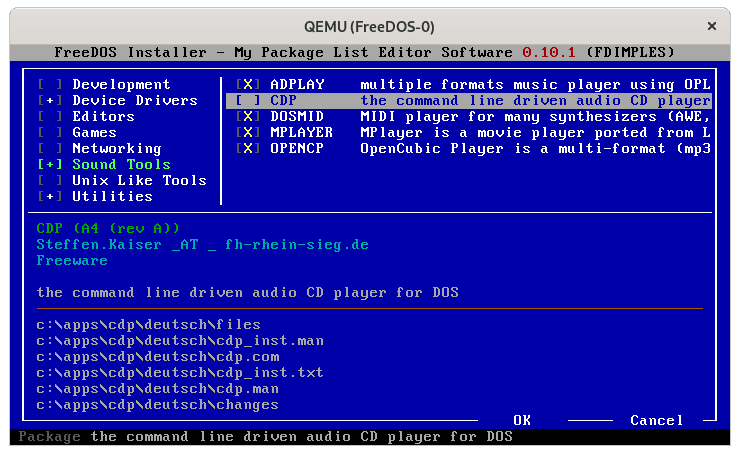 QEMU (FreeDOS-0)
×
FreeDOS Installer - My Package List Editor Software 0.10.1 (FDIMPLES)
[ ] Development
[+] Device Drivers
[ ] Editors
[ ] Games
[ ] Networking
[+] Sound Tools
[ ] Unix Like Tools
[+] Utilities
[X] ADPLAY multiple formats music player using OPL
[ ] CDP the command line driven audio CD player
[X] DOSMID MIDI player for many synthesizers (AWE,
[X] MPLAYER MPlayer is a movie player ported from L
[X] OPENCP OpenCubic Player is a multi-format (mp3
CDP (A4 (rev A))
Steffen.Kaiser _AT _ fh-rhein-sieg.de
Freeware
the command line driven audio CD player for DOS
c:\apps\cdp\deutsch\files
c:\apps\cdp\deutsch\cdp_inst.man
c:\apps\cdp\deutsch\cdp.com
c:\apps\cdp\deutsch\cdp_inst.txt
c:\apps\cdp\deutsch\cdp.man
c:\apps\cdp\deutsch\changes
OK Cancel
Package the command line driven audio CD player for DOS